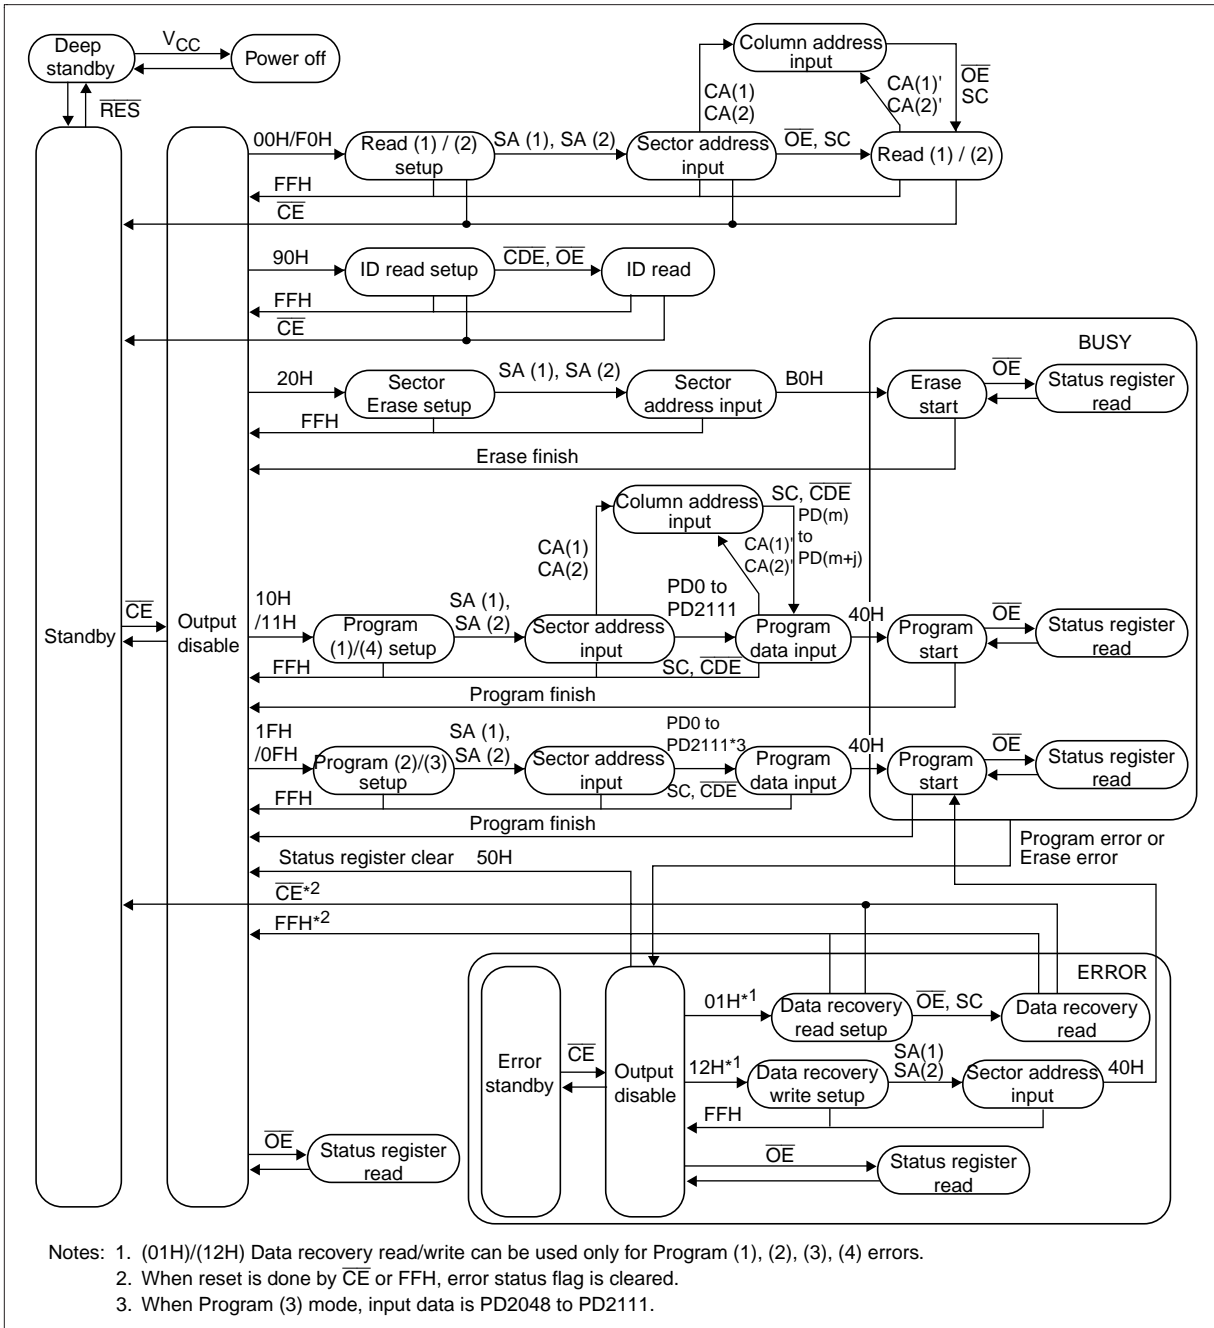 Deep
standby
VCC
Power off
RES
Column address
input
CA(1)
CA(2)
CA(1)'
CA(2)'
OE
SC
00H/F0H
Read (1) / (2)
setup
SA (1), SA (2)
Sector address
input
OE, SC
Read (1) / (2)
FFH
CE
90H
ID read setup
CDE, OE
ID read
FFH
CE
BUSY
20H
Sector
Erase setup
SA (1), SA (2)
Sector
address input
B0H
Erase
start
OE
Status register
read
FFH
Erase finish
Column address
input
SC, CDE
PD(m)
to
PD(m+j)
CA(1)
CA(2)
CA(1)'
CA(2)'
Standby
CE
Output
disable
10H
/11H
Program
(1)/(4) setup
SA (1),
SA (2)
Sector address
input
PD0 to
PD2111
SC, CDE
Program
data input
40H
Program
start
OE
Status register
read
FFH
Program finish
1FH
/0FH
Program (2)/(3)
setup
SA (1),
SA (2)
Sector address
input
PD0 to
PD2111*3
SC, CDE
Program
data input
40H
Program
start
OE
Status register
read
FFH
Program finish
Program error or
Erase error
Status register clear 50H
CE*2
FFH*2
ERROR
Error
standby
CE
Output
disable
01H*1
Data recovery
read setup
OE, SC
Data recovery
read
12H*1
Data recovery
write setup
SA(1)
SA(2)
Sector address
input
40H
FFH
OE
Status register
read
OE
Status register
read
Notes: 1. (01H)/(12H) Data recovery read/write can be used only for Program (1), (2), (3), (4) errors.
2. When reset is done by CE or FFH, error status flag is cleared.
3. When Program (3) mode, input data is PD2048 to PD2111.